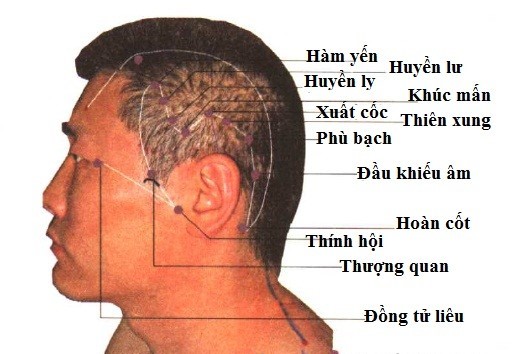 Hàm yến
Huyền lư
Huyền ly
Khúc mấn
Xuất cốc
Thiên xung
Phù bạch
Đầu khiếu âm
Hoàn cốt
Thính hội
Thượng quan
Đồng tử liêu